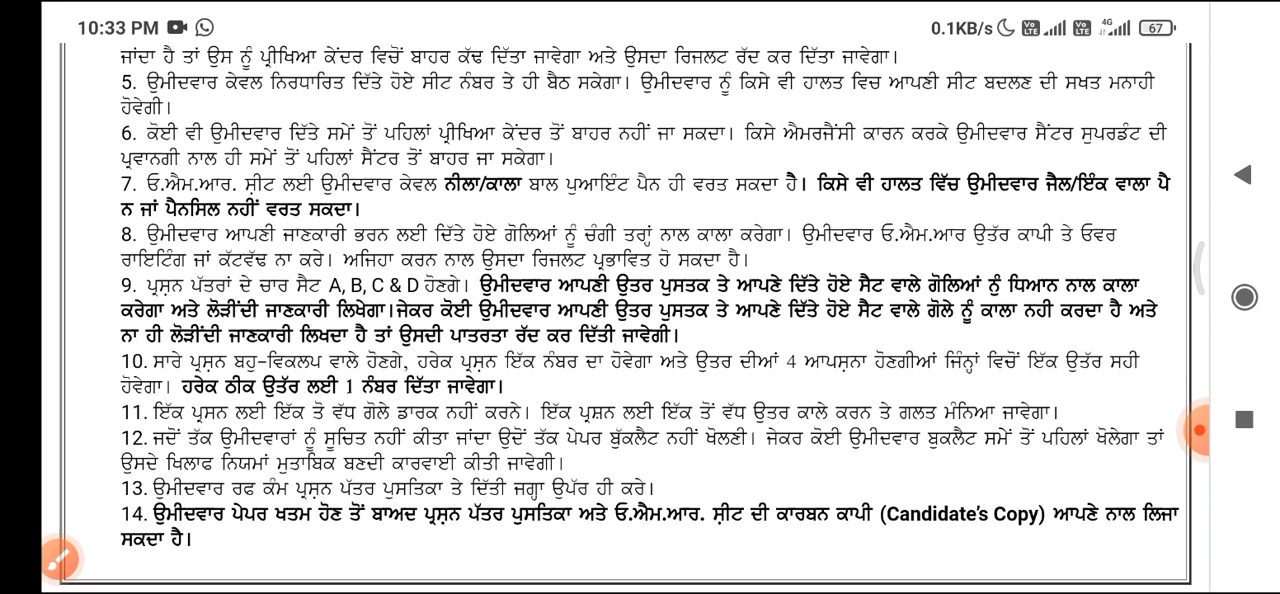 10:33 PM
0.1KB/s 4G 67
ਜਾਂਦਾ ਹੈ ਤਾਂ ਉਸ ਨੂੰ ਪ੍ਰੀਖਿਆ ਕੇਂਦਰ ਵਿਚੋਂ ਬਾਹਰ ਕੱਢ ਦਿੱਤਾ ਜਾਵੇਗਾ ਅਤੇ ਉਸਦਾ ਰਿਜਲਟ ਰੱਦ ਕਰ ਦਿੱਤਾ ਜਾਵੇਗਾ।
5. ਉਮੀਦਵਾਰ ਕੇਵਲ ਨਿਰਧਾਰਿਤ ਦਿੱਤੇ ਹੋਏ ਸੀਟ ਨੰਬਰ ਤੇ ਹੀ ਬੈਠ ਸਕੇਗਾ। ਉਮੀਦਵਾਰ ਨੂੰ ਕਿਸੇ ਵੀ ਹਾਲਤ ਵਿਚ ਆਪਣੀ ਸੀਟ ਬਦਲਣ ਦੀ ਸਖਤ ਮਨਾਹੀ
ਹੋਵੇਗੀ।
6. ਕੋਈ ਵੀ ਉਮੀਦਵਾਰ ਦਿੱਤੇ ਸਮੇਂ ਤੋਂ ਪਹਿਲਾਂ ਪ੍ਰੀਖਿਆ ਕੇਂਦਰ ਤੋਂ ਬਾਹਰ ਨਹੀਂ ਜਾ ਸਕਦਾ। ਕਿਸੇ ਐਮਰਜੈਂਸੀ ਕਾਰਨ ਕਰਕੇ ਉਮੀਦਵਾਰ ਸੈਂਟਰ ਸੁਪਰਡੰਟ ਦੀ
ਪ੍ਰਵਾਨਗੀ ਨਾਲ ਹੀ ਸਮੇਂ ਤੋਂ ਪਹਿਲਾਂ ਸੈਂਟਰ ਤੋਂ ਬਾਹਰ ਜਾ ਸਕੇਗਾ।
7. ਓ.ਐਮ.ਆਰ. ਸ਼ੀਟ ਲਈ ਉਮੀਦਵਾਰ ਕੇਵਲ ਨੀਲਾ/ਕਾਲਾ ਬਾਲ ਪੁਆਇੰਟ ਪੈਨ ਹੀ ਵਰਤ ਸਕਦਾ ਹੈ। ਕਿਸੇ ਵੀ ਹਾਲਤ ਵਿੱਚ ਉਮੀਦਵਾਰ ਜੈਲ/ਇੰਕ ਵਾਲਾ ਪੈ
ਨ ਜਾਂ ਪੈਨਸਿਲ ਨਹੀਂ ਵਰਤ ਸਕਦਾ।
8. ਉਮੀਦਵਾਰ ਆਪਣੀ ਜਾਣਕਾਰੀ ਭਰਨ ਲਈ ਦਿੱਤੇ ਹੋਏ ਗੋਲਿਆਂ ਨੂੰ ਚੰਗੀ ਤਰ੍ਹਾਂ ਨਾਲ ਕਾਲਾ ਕਰੇਗਾ। ਉਮੀਦਵਾਰ ਓ.ਐਮ.ਆਰ ਉਤੱਰ ਕਾਪੀ ਤੇ ਓਵਰ
ਰਾਇਟਿੰਗ ਜਾਂ ਕੱਟਵੱਢ ਨਾ ਕਰੇ। ਅਜਿਹਾ ਕਰਨ ਨਾਲ ਉਸਦਾ ਰਿਜਲਟ ਪ੍ਰਭਾਵਿਤ ਹੋ ਸਕਦਾ ਹੈ।
9. ਪ੍ਰਸ਼ਨ ਪੱਤਰਾਂ ਦੇ ਚਾਰ ਸੈਟ A, B, C & D ਹੋਣਗੇ। ਉਮੀਦਵਾਰ ਆਪਣੀ ਉਤਰ ਪੁਸਤਕ ਤੇ ਆਪਣੇ ਦਿੱਤੇ ਹੋਏ ਸੈਟ ਵਾਲੇ ਗੋਲਿਆਂ ਨੂੰ ਧਿਆਨ ਨਾਲ ਕਾਲਾ
ਕਰੇਗਾ ਅਤੇ ਲੋੜੀਂਦੀ ਜਾਣਕਾਰੀ ਲਿਖੇਗਾ।ਜੇਕਰ ਕੋਈ ਉਮੀਦਵਾਰ ਆਪਣੀ ਉਤਰ ਪੁਸਤਕ ਤੇ ਆਪਣੇ ਦਿੱਤੇ ਹੋਏ ਸੈਟ ਵਾਲੇ ਗੋਲੇ ਨੂੰ ਕਾਲਾ ਨਹੀ ਕਰਦਾ ਹੈ ਅਤੇ
ਨਾ ਹੀ ਲੋੜੀਂਦੀ ਜਾਣਕਾਰੀ ਲਿਖਦਾ ਹੈ ਤਾਂ ਉਸਦੀ ਪਾਤਰਤਾ ਰੱਦ ਕਰ ਦਿੱਤੀ ਜਾਵੇਗੀ।
10. ਸਾਰੇ ਪ੍ਰਸ਼ਨ ਬਹੁ-ਵਿਕਲਪ ਵਾਲੇ ਹੋਣਗੇ, ਹਰੇਕ ਪ੍ਰਸ਼ਨ ਇੱਕ ਨੰਬਰ ਦਾ ਹੋਵੇਗਾ ਅਤੇ ਉਤਰ ਦੀਆਂ 4 ਆਪਸ਼ਨਾ ਹੋਣਗੀਆਂ ਜਿੰਨ੍ਹਾਂ ਵਿਚੋਂ ਇੱਕ ਉਤੱਰ ਸਹੀ
ਹੋਵੇਗਾ। ਹਰੇਕ ਠੀਕ ਉਤੱਰ ਲਈ 1 ਨੰਬਰ ਦਿੱਤਾ ਜਾਵੇਗਾ।
11. ਇੱਕ ਪ੍ਰਸਨ ਲਈ ਇੱਕ ਤੋ ਵੱਧ ਗੋਲੇ ਡਾਰਕ ਨਹੀਂ ਕਰਨੇ। ਇੱਕ ਪ੍ਰਸ਼ਨ ਲਈ ਇੱਕ ਤੋਂ ਵੱਧ ਉਤਰ ਕਾਲੇ ਕਰਨ ਤੇ ਗਲਤ ਮੰਨਿਆ ਜਾਵੇਗਾ।
12. ਜਦੋਂ ਤੱਕ ਉਮੀਦਵਾਰਾਂ ਨੂੰ ਸੂਚਿਤ ਨਹੀਂ ਕੀਤਾ ਜਾਂਦਾ ਉਦੋਂ ਤੱਕ ਪੇਪਰ ਬੁੱਕਲੈਟ ਨਹੀਂ ਖੋਲਣੀ। ਜੇਕਰ ਕੋਈ ਉਮੀਦਵਾਰ ਬੁਕਲੈਟ ਸਮੇਂ ਤੋਂ ਪਹਿਲਾਂ ਖੋਲੇਗਾ ਤਾਂ
ਉਸਦੇ ਖਿਲਾਫ ਨਿਯਮਾਂ ਮੁਤਾਬਿਕ ਬਣਦੀ ਕਾਰਵਾਈ ਕੀਤੀ ਜਾਵੇਗੀ।
13. ਉਮੀਦਵਾਰ ਰਫ ਕੰਮ ਪ੍ਰਸ਼ਨ ਪੱਤਰ ਪੁਸਤਿਕਾ ਤੇ ਦਿੱਤੀ ਜਗ੍ਹਾ ਉਪੱਰ ਹੀ ਕਰੇ।
14. ਉਮੀਦਵਾਰ ਪੇਪਰ ਖਤਮ ਹੋਣ ਤੋਂ ਬਾਅਦ ਪ੍ਰਸ਼ਨ ਪੱਤਰ ਪੁਸਤਿਕਾ ਅਤੇ ਓ.ਐਮ.ਆਰ. ਸ਼ੀਟ ਦੀ ਕਾਰਬਨ ਕਾਪੀ (Candidate's Copy) ਆਪਣੇ ਨਾਲ ਲਿਜਾ
ਸਕਦਾ ਹੈ।